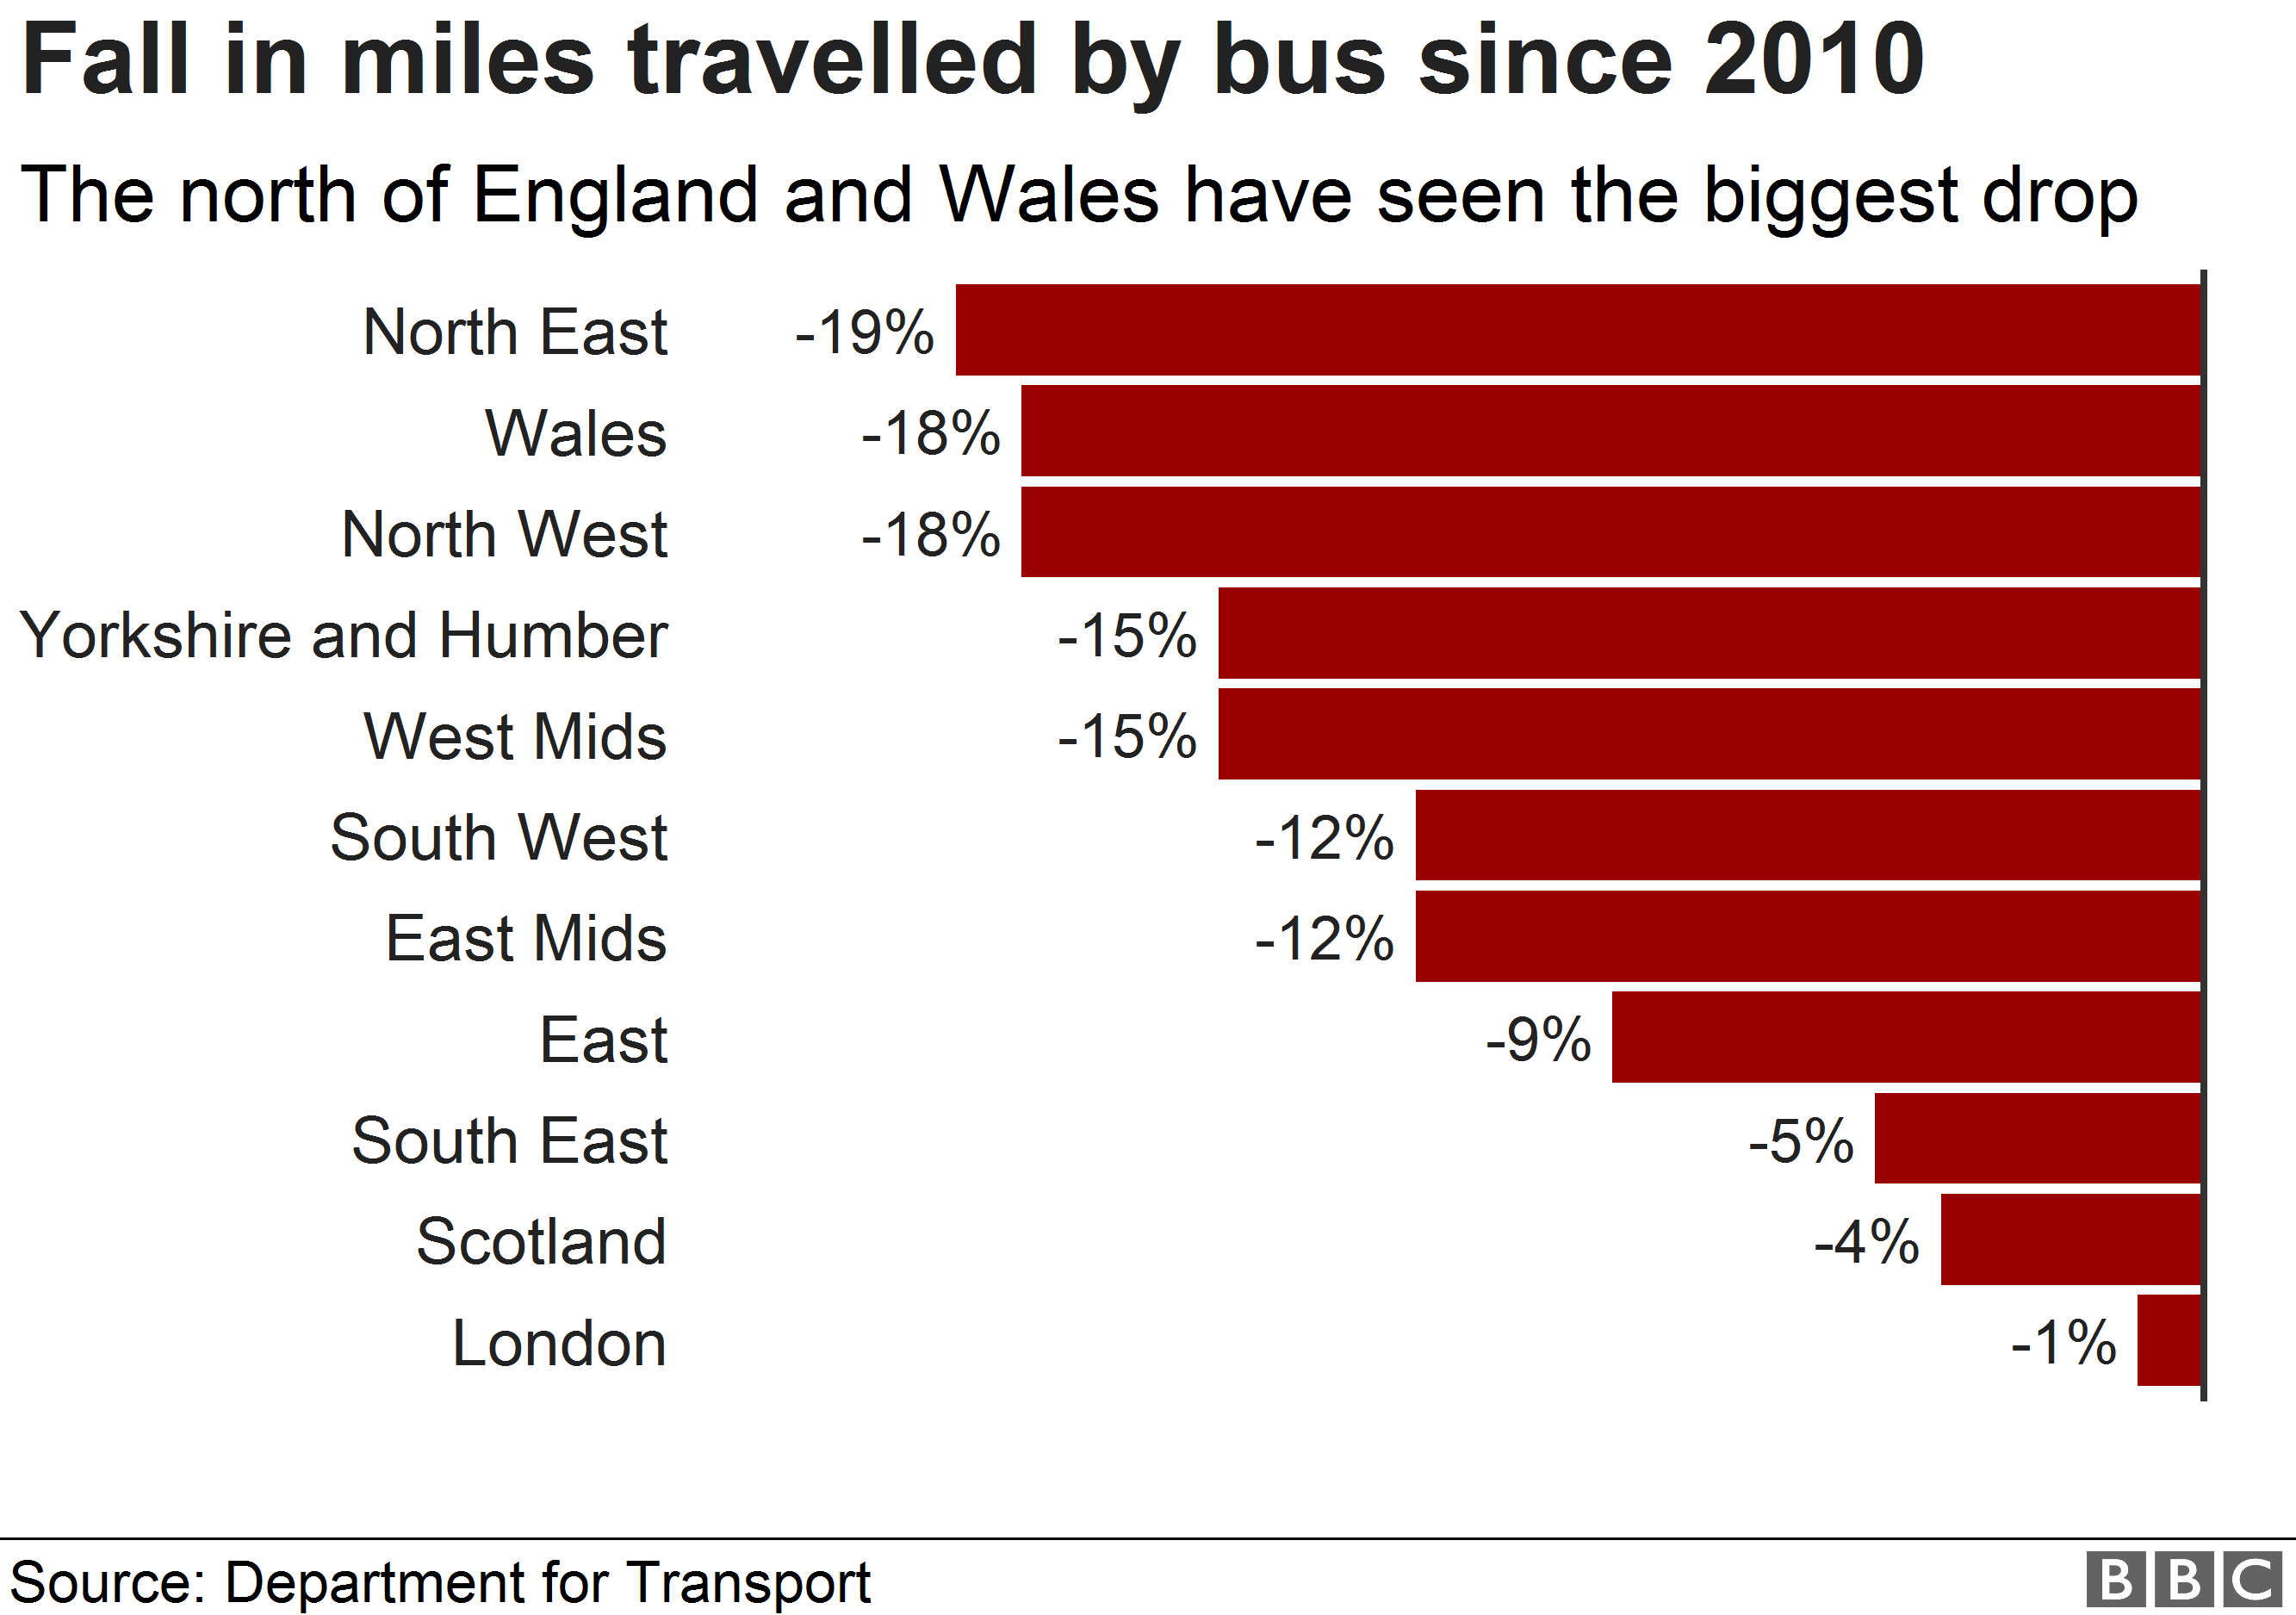 Fall in miles travelled by bus since 2010
The north of England and Wales have seen the biggest drop
North East -19%
Wales -18%
North West -18%
Yorkshire and Humber -15%
West Mids -15%
South West -12%
East Mids -12%
East -9%
South East -5%
Scotland -4%
London -1%
Source: Department for Transport
BBC